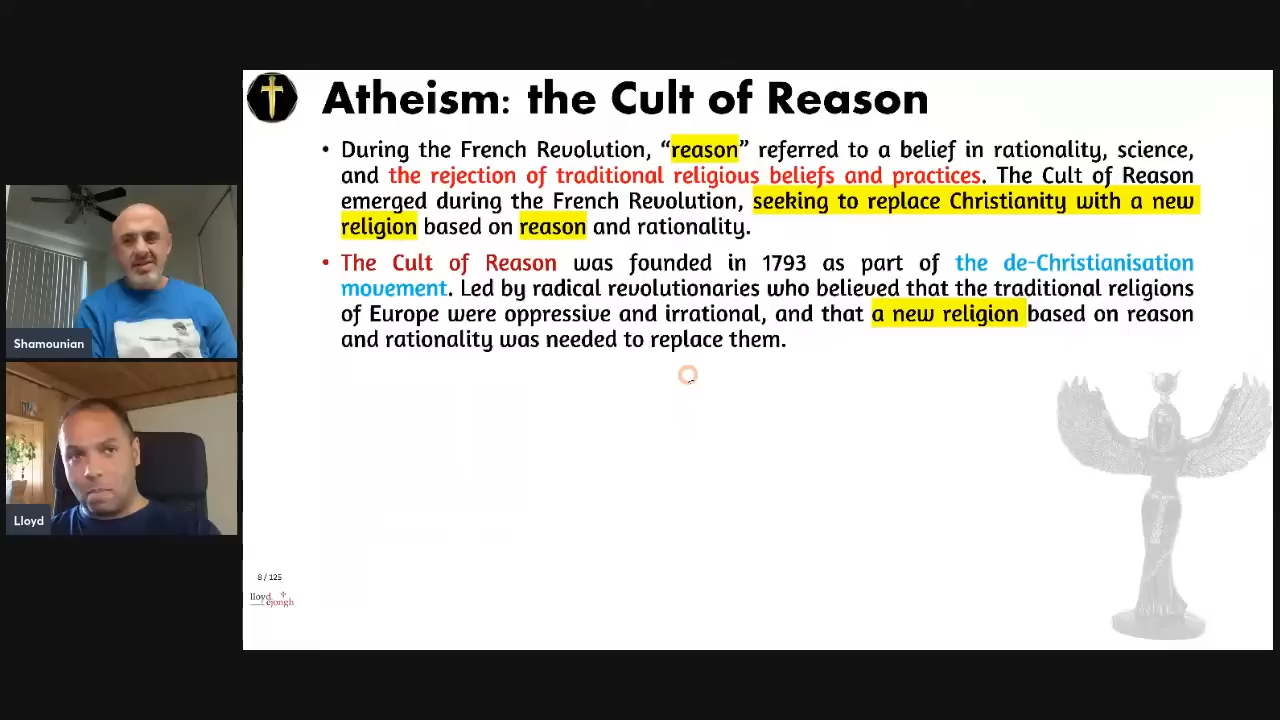 Atheism: the Cult of Reason
• During the French Revolution, “reason” referred to a belief in rationality, science,
and the rejection of traditional religious beliefs and practices. The Cult of Reason
emerged during the French Revolution, seeking to replace Christianity with a new
religion based on reason and rationality.
• The Cult of Reason was founded in 1793 as part of the de-Christianisation
movement. Led by radical revolutionaries who believed that the traditional religions
of Europe were oppressive and irrational, and that a new religion based on reason
and rationality was needed to replace them.
Shamounian
Lloyd
8 / 125
lloyd